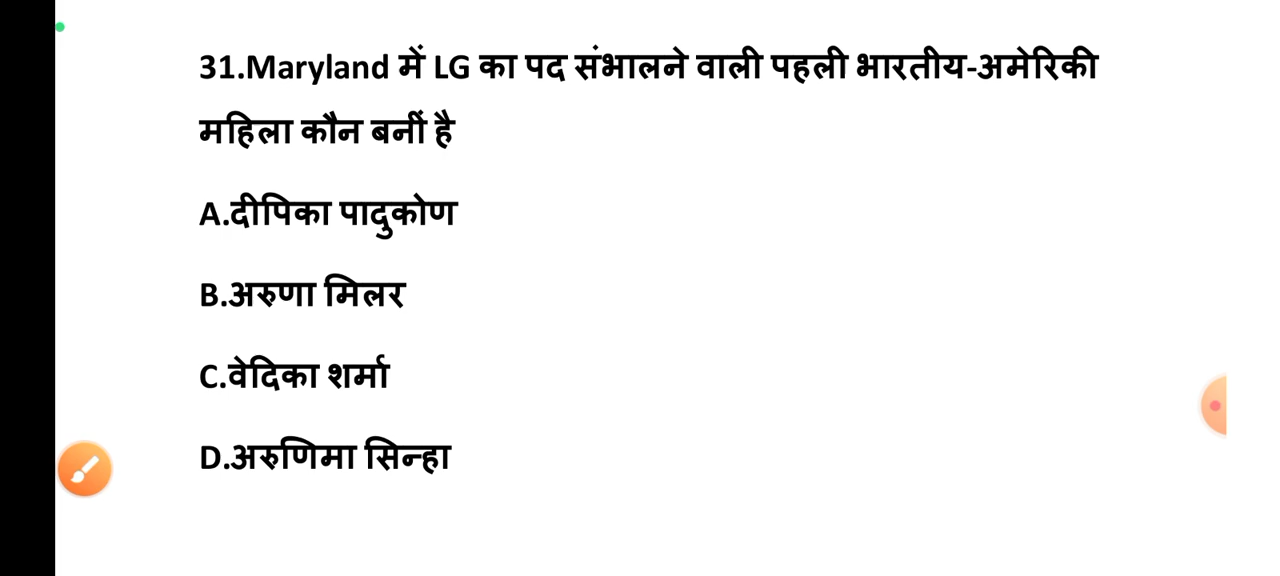 31.Maryland में LG का पद संभालने वाली पहली भारतीय-अमेरिकी
महिला कौन बनीं है
A.दीपिका पादुकोण
B.अरुणा मिलर
C.वेदिका शर्मा
D.अरुणिमा सिन्हा